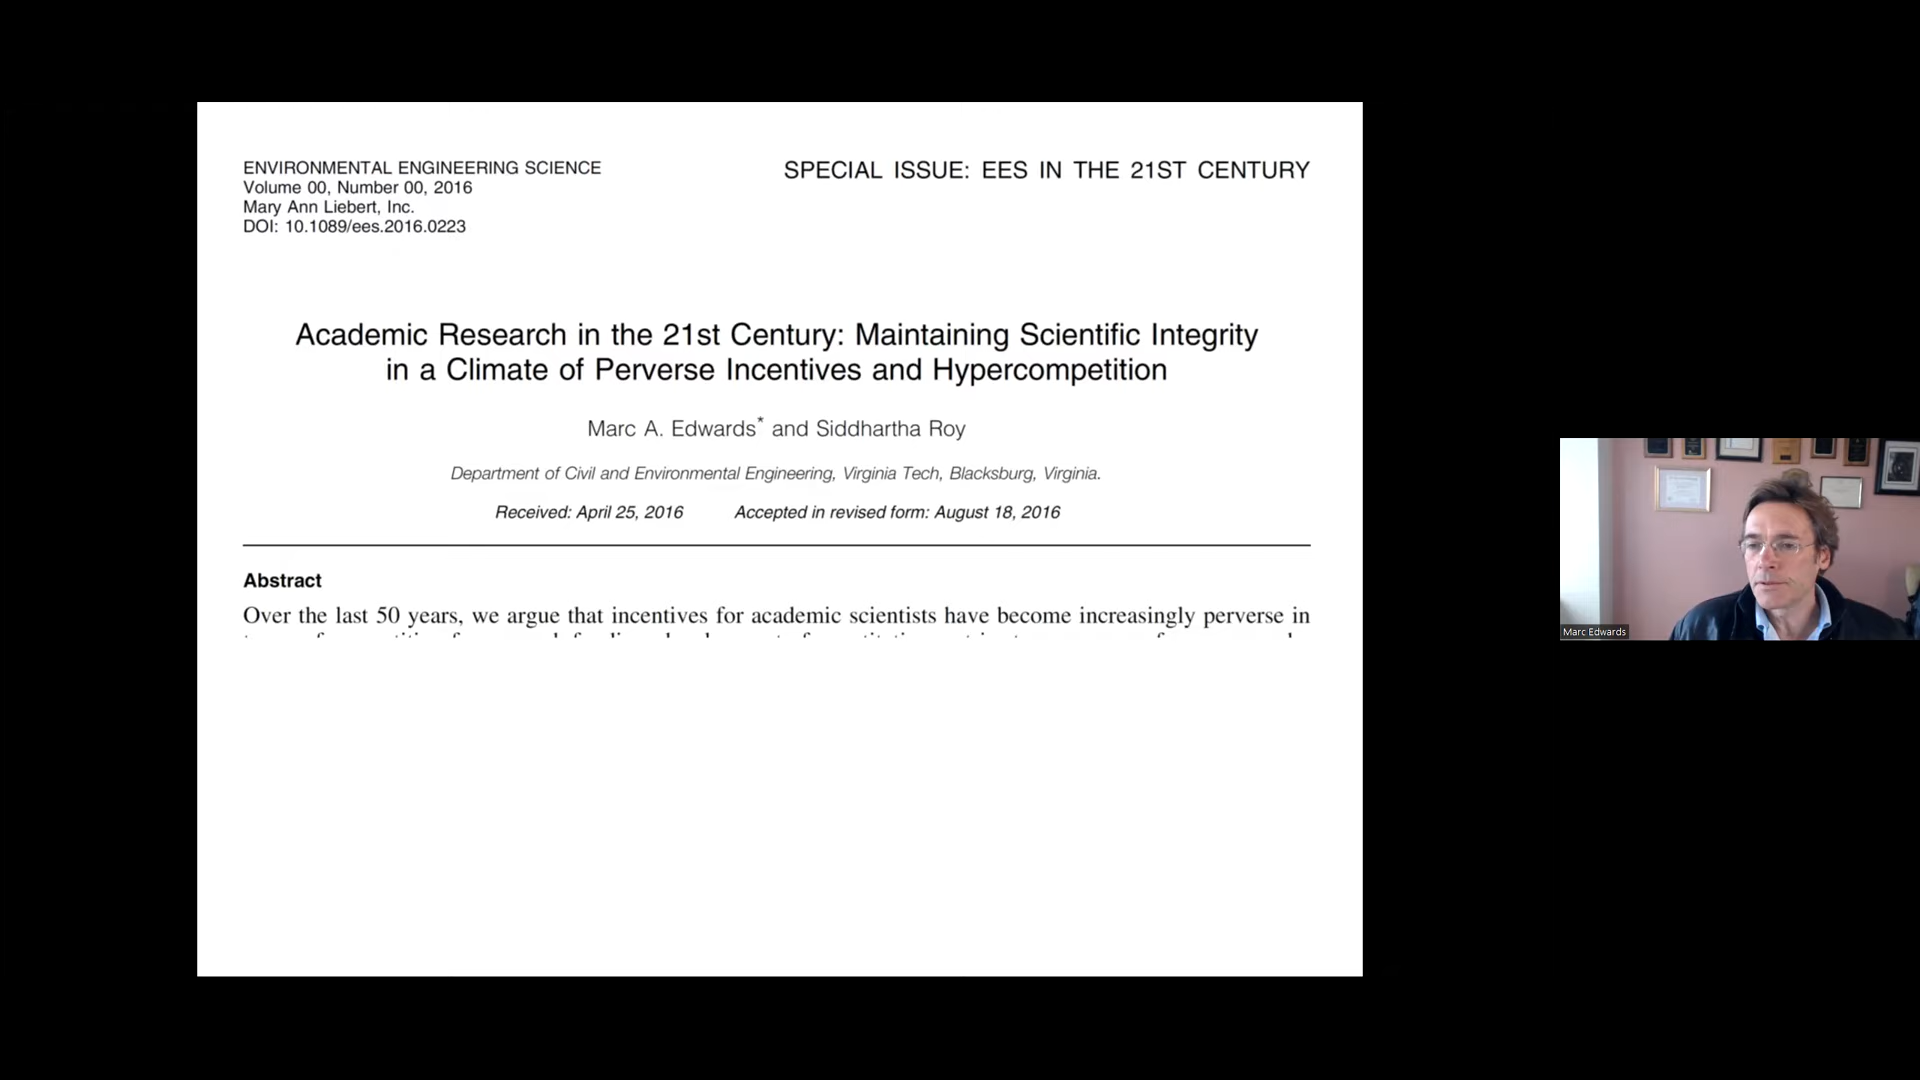 ENVIRONMENTAL ENGINEERING SCIENCE
Volume 00, Number 00, 2016
Mary Ann Liebert, Inc.
DOI: 10.1089/ees.2016.0223
SPECIAL ISSUE: EES IN THE 21ST CENTURY
Academic Research in the 21st Century: Maintaining Scientific Integrity
in a Climate of Perverse Incentives and Hypercompetition
Marc A. Edwards* and Siddhartha Roy
Department of Civil and Environmental Engineering, Virginia Tech, Blacksburg, Virginia.
Received: April 25, 2016 Accepted in revised form: August 18, 2016
Abstract
Over the last 50 years, we argue that incentives for academic scientists have become increasingly perverse in
Marc Edwards